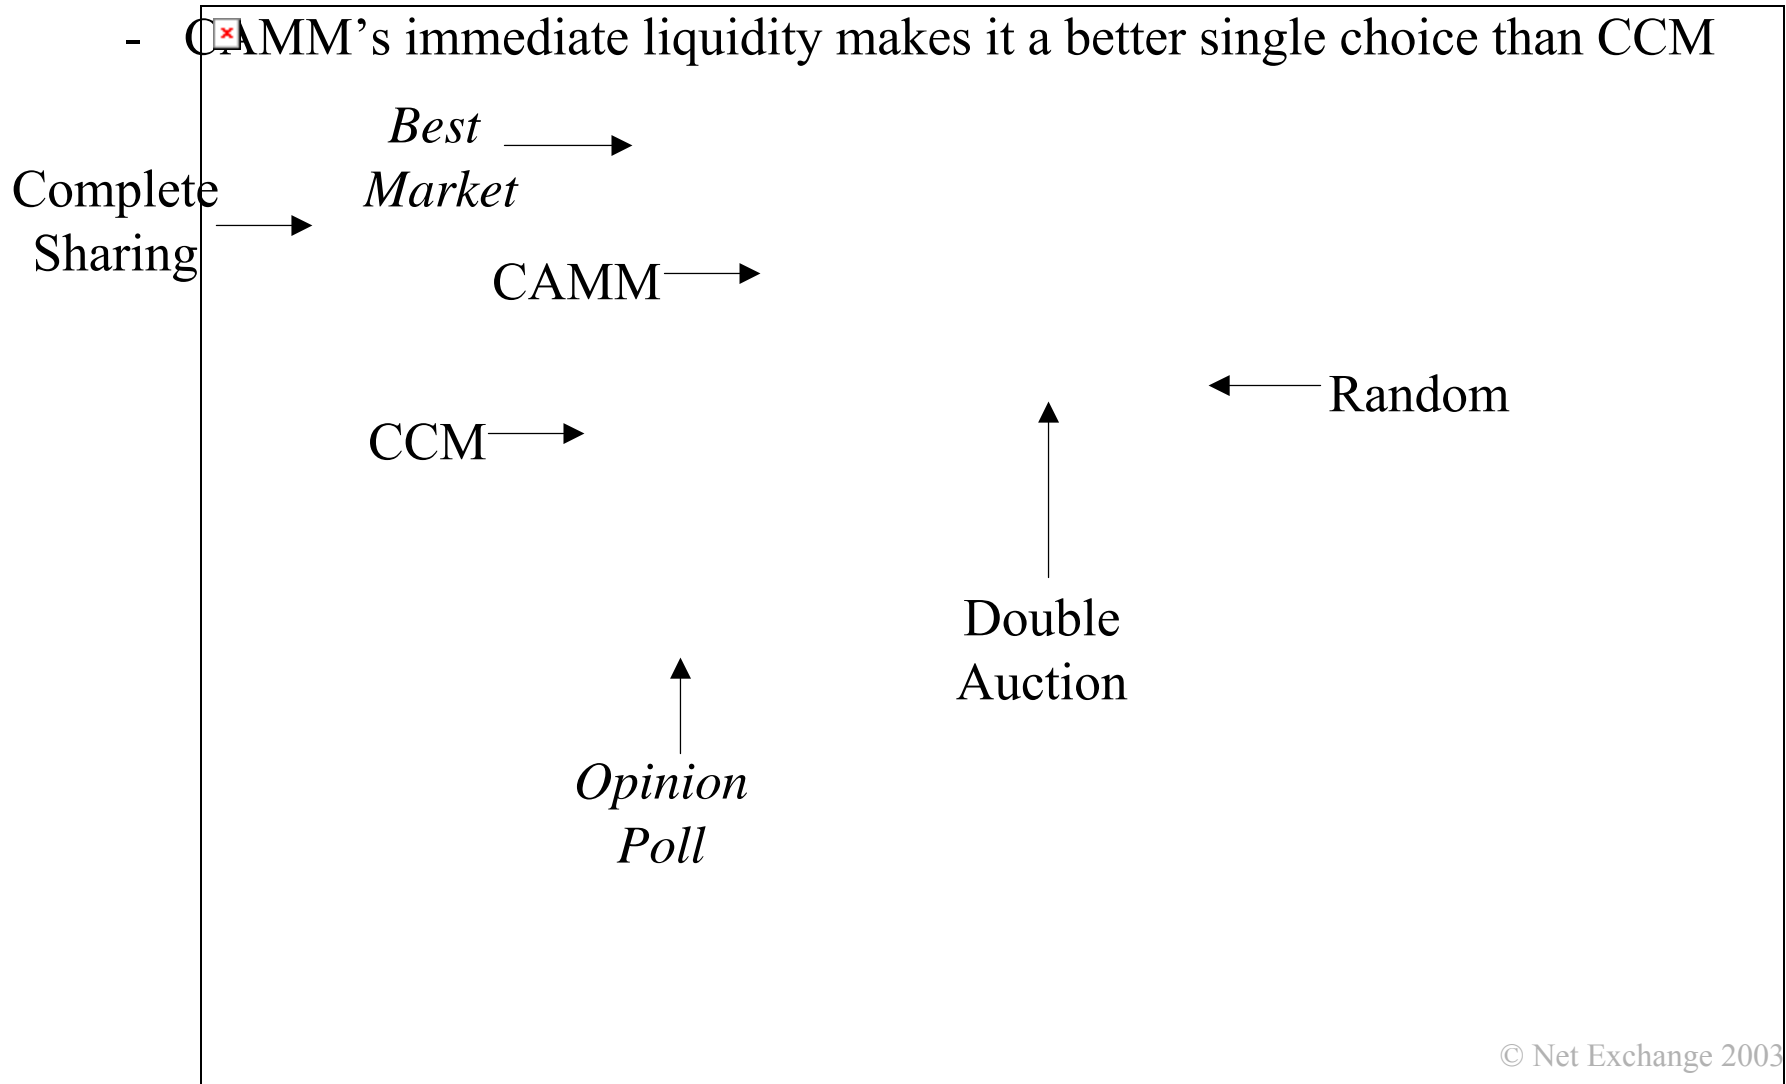 - CAMM’s immediate liquidity makes it a better single choice than CCM
Best
Market
Complete
Sharing
CAMM
Random
CCM
Double
Auction
Opinion
Poll
© Net Exchange 2003